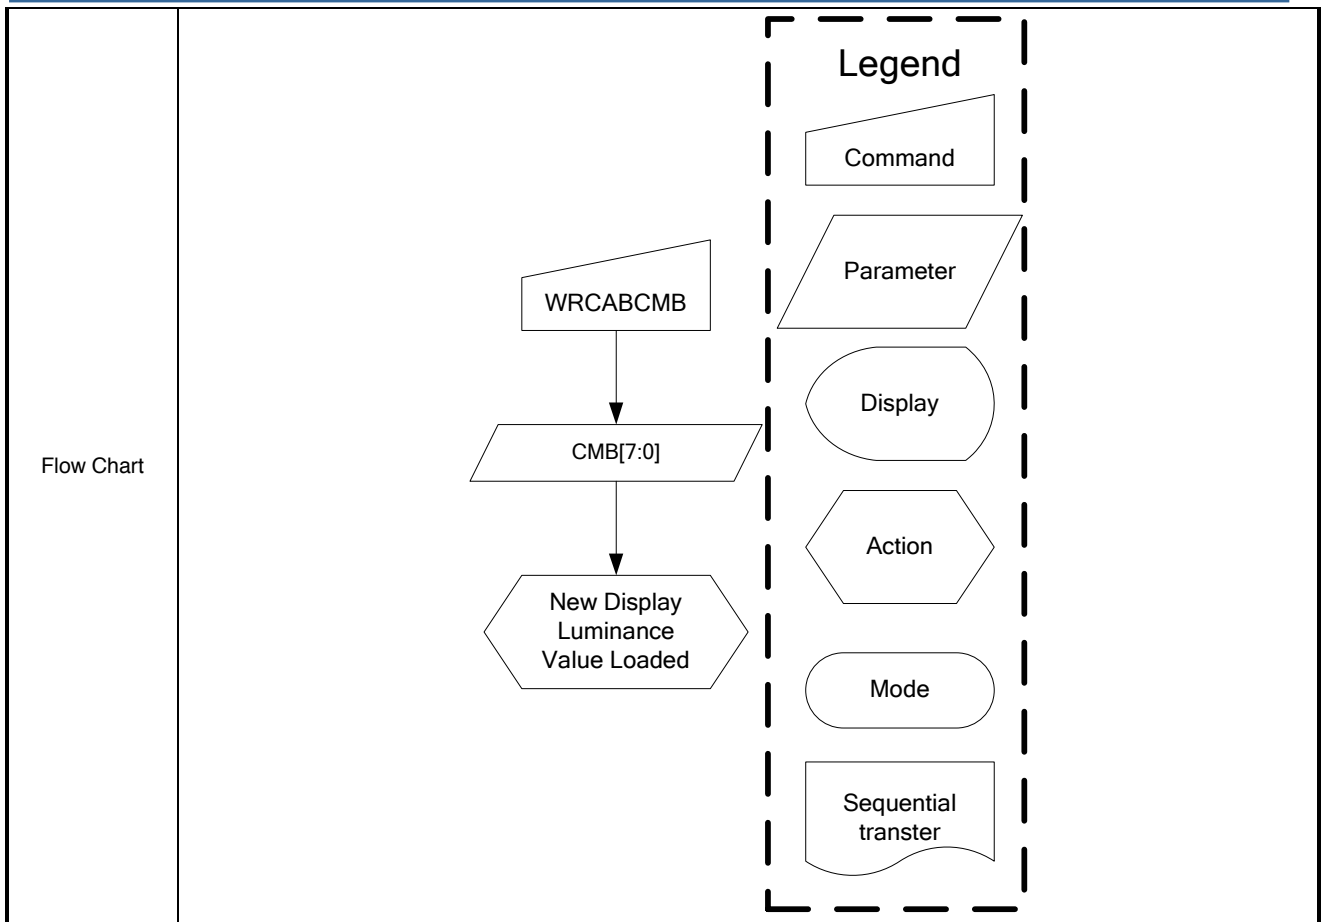 Flow Chart
WRCABCMB
CMB[7:0]
New Display
Luminance
Value Loaded
Legend
Command
Parameter
Display
Action
Mode
Sequential
transter